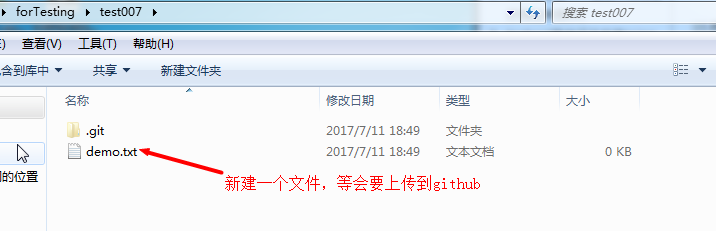 forTesting ▸ test007
搜索 test007
查看(V) 工具(T) 帮助(H)
含到库中 共享 新建文件夹
名称 修改日期 类型 大小
.git 2017/7/11 18:49 文件夹
demo.txt 2017/7/11 18:49 文本文档 0 KB
的位置
新建一个文件，等会要上传到github